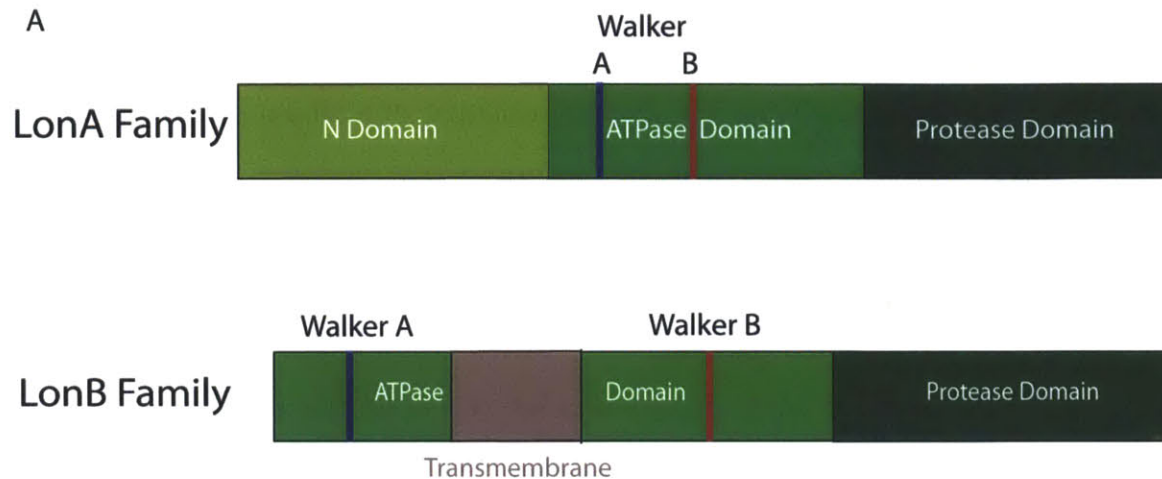 A
Walker
A B
LonA Family
N Domain
ATPase Domain
Protease Domain
Walker A
Walker B
LonB Family
ATPase
Domain
Protease Domain
Transmembrane